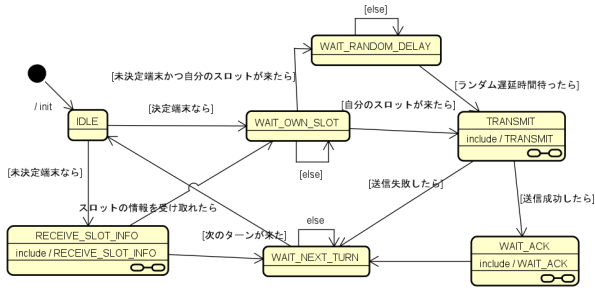 [else]
WAIT_RANDOM_DELAY
[未決定端末かつ自分のスロットが来たら]
[ランダム遅延時間待ったら]
/ init
[決定端末なら]
[自分のスロットが来たら]
IDLE
WAIT_OWN_SLOT
TRANSMIT
include / TRANSMIT
[未決定端末なら]
[else]
[送信失敗したら]
[送信成功したら]
スロットの情報を受け取れたら
else
RECEIVE_SLOT_INFO
include / RECEIVE_SLOT_INFO
[次のターンが来た]
WAIT_NEXT_TURN
WAIT_ACK
include / WAIT_ACK